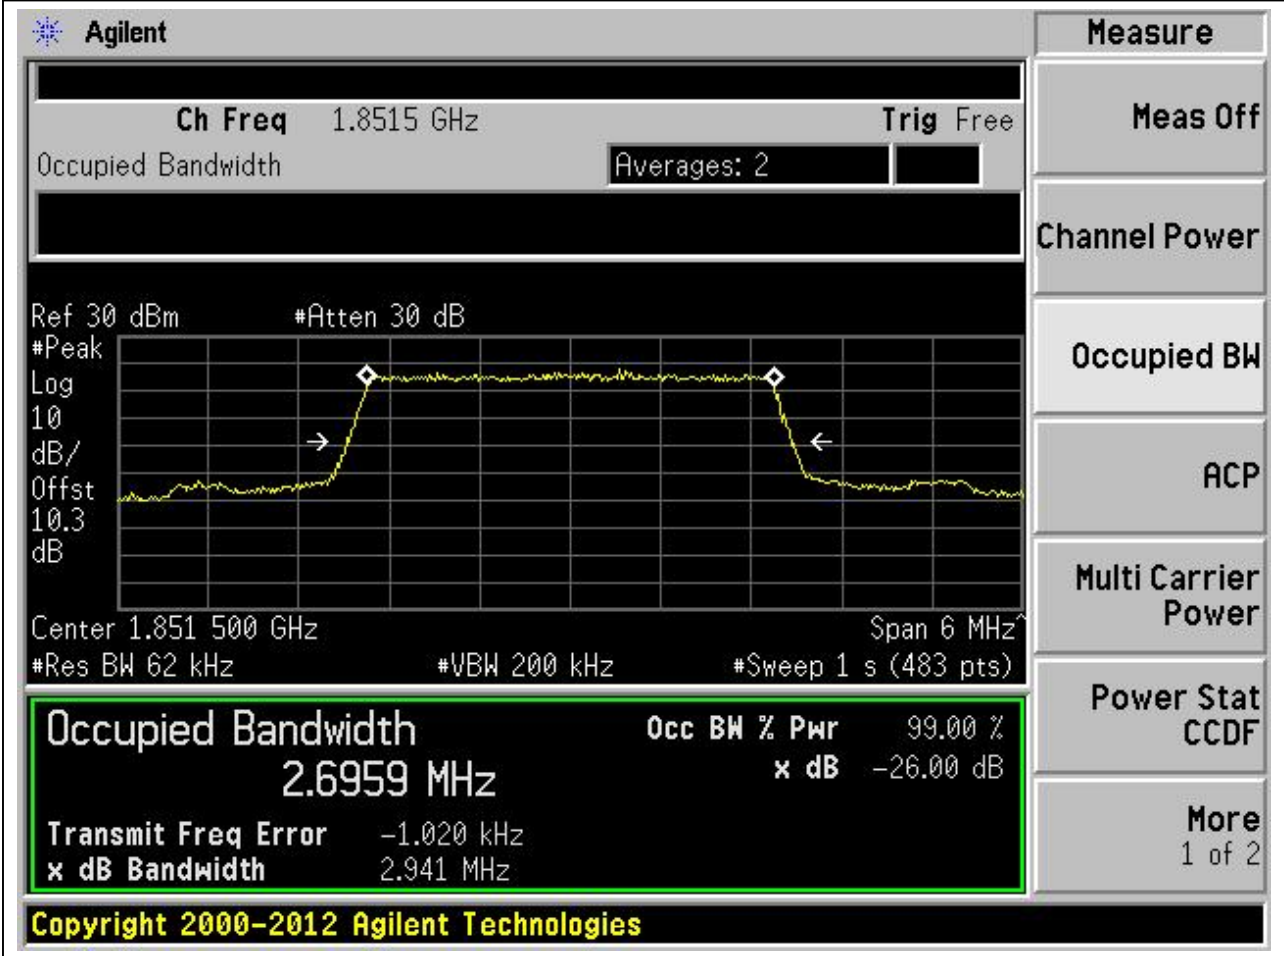 Agilent
Measure
Ch Freq 1.8515 GHz Trig Free
Occupied Bandwidth Averages: 2
Meas Off
Channel Power
Occupied BW
ACP
Multi Carrier
Power
Power Stat
CCDF
More
1 of 2
Ref 30 dBm #Atten 30 dB
#Peak
Log
10
dB/
Offst
10.3
dB
Center 1.851 500 GHz Span 6 MHz^
#Res BW 62 kHz #VBW 200 kHz #Sweep 1 s (483 pts)
Occupied Bandwidth Occ BW % Pwr 99.00 %
2.6959 MHz x dB -26.00 dB
Transmit Freq Error -1.020 kHz
x dB Bandwidth 2.941 MHz
Copyright 2000-2012 Agilent Technologies